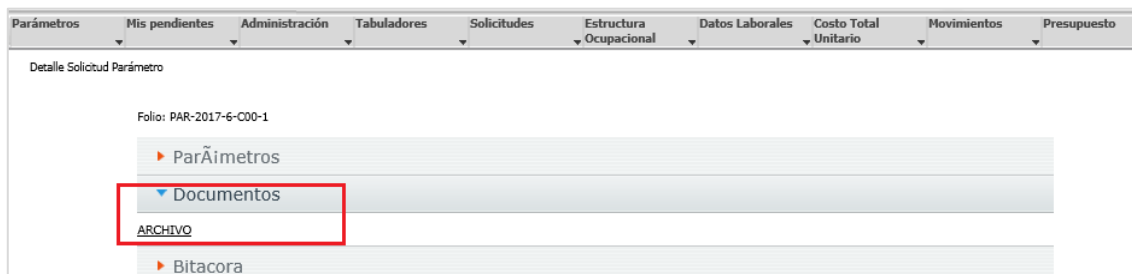 Parámetros Mis pendientes Administración Tabuladores Solicitudes Estructura Ocupacional Datos Laborales Costo Total Unitario Movimientos Presupuesto
Detalle Solicitud Parámetro
Folio: PAR-2017-6-C00-1
ParÃ¡metros
Documentos
ARCHIVO
Bitacora